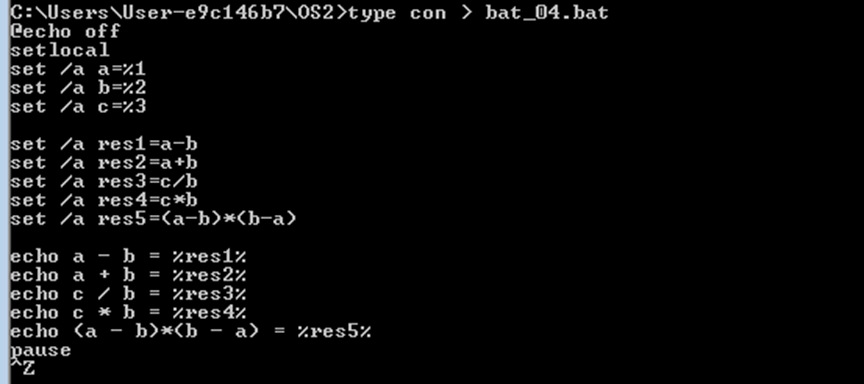 C:\Users\User-e9c146b7\OS2>type con > bat_04.bat
@echo off
setlocal
set /a a=%1
set /a b=%2
set /a c=%3
set /a res1=a-b
set /a res2=a+b
set /a res3=c/b
set /a res4=c*b
set /a res5=(a-b)*(b-a)
echo a - b = %res1%
echo a + b = %res2%
echo c / b = %res3%
echo c * b = %res4%
echo (a - b)*(b - a) = %res5%
pause
^Z